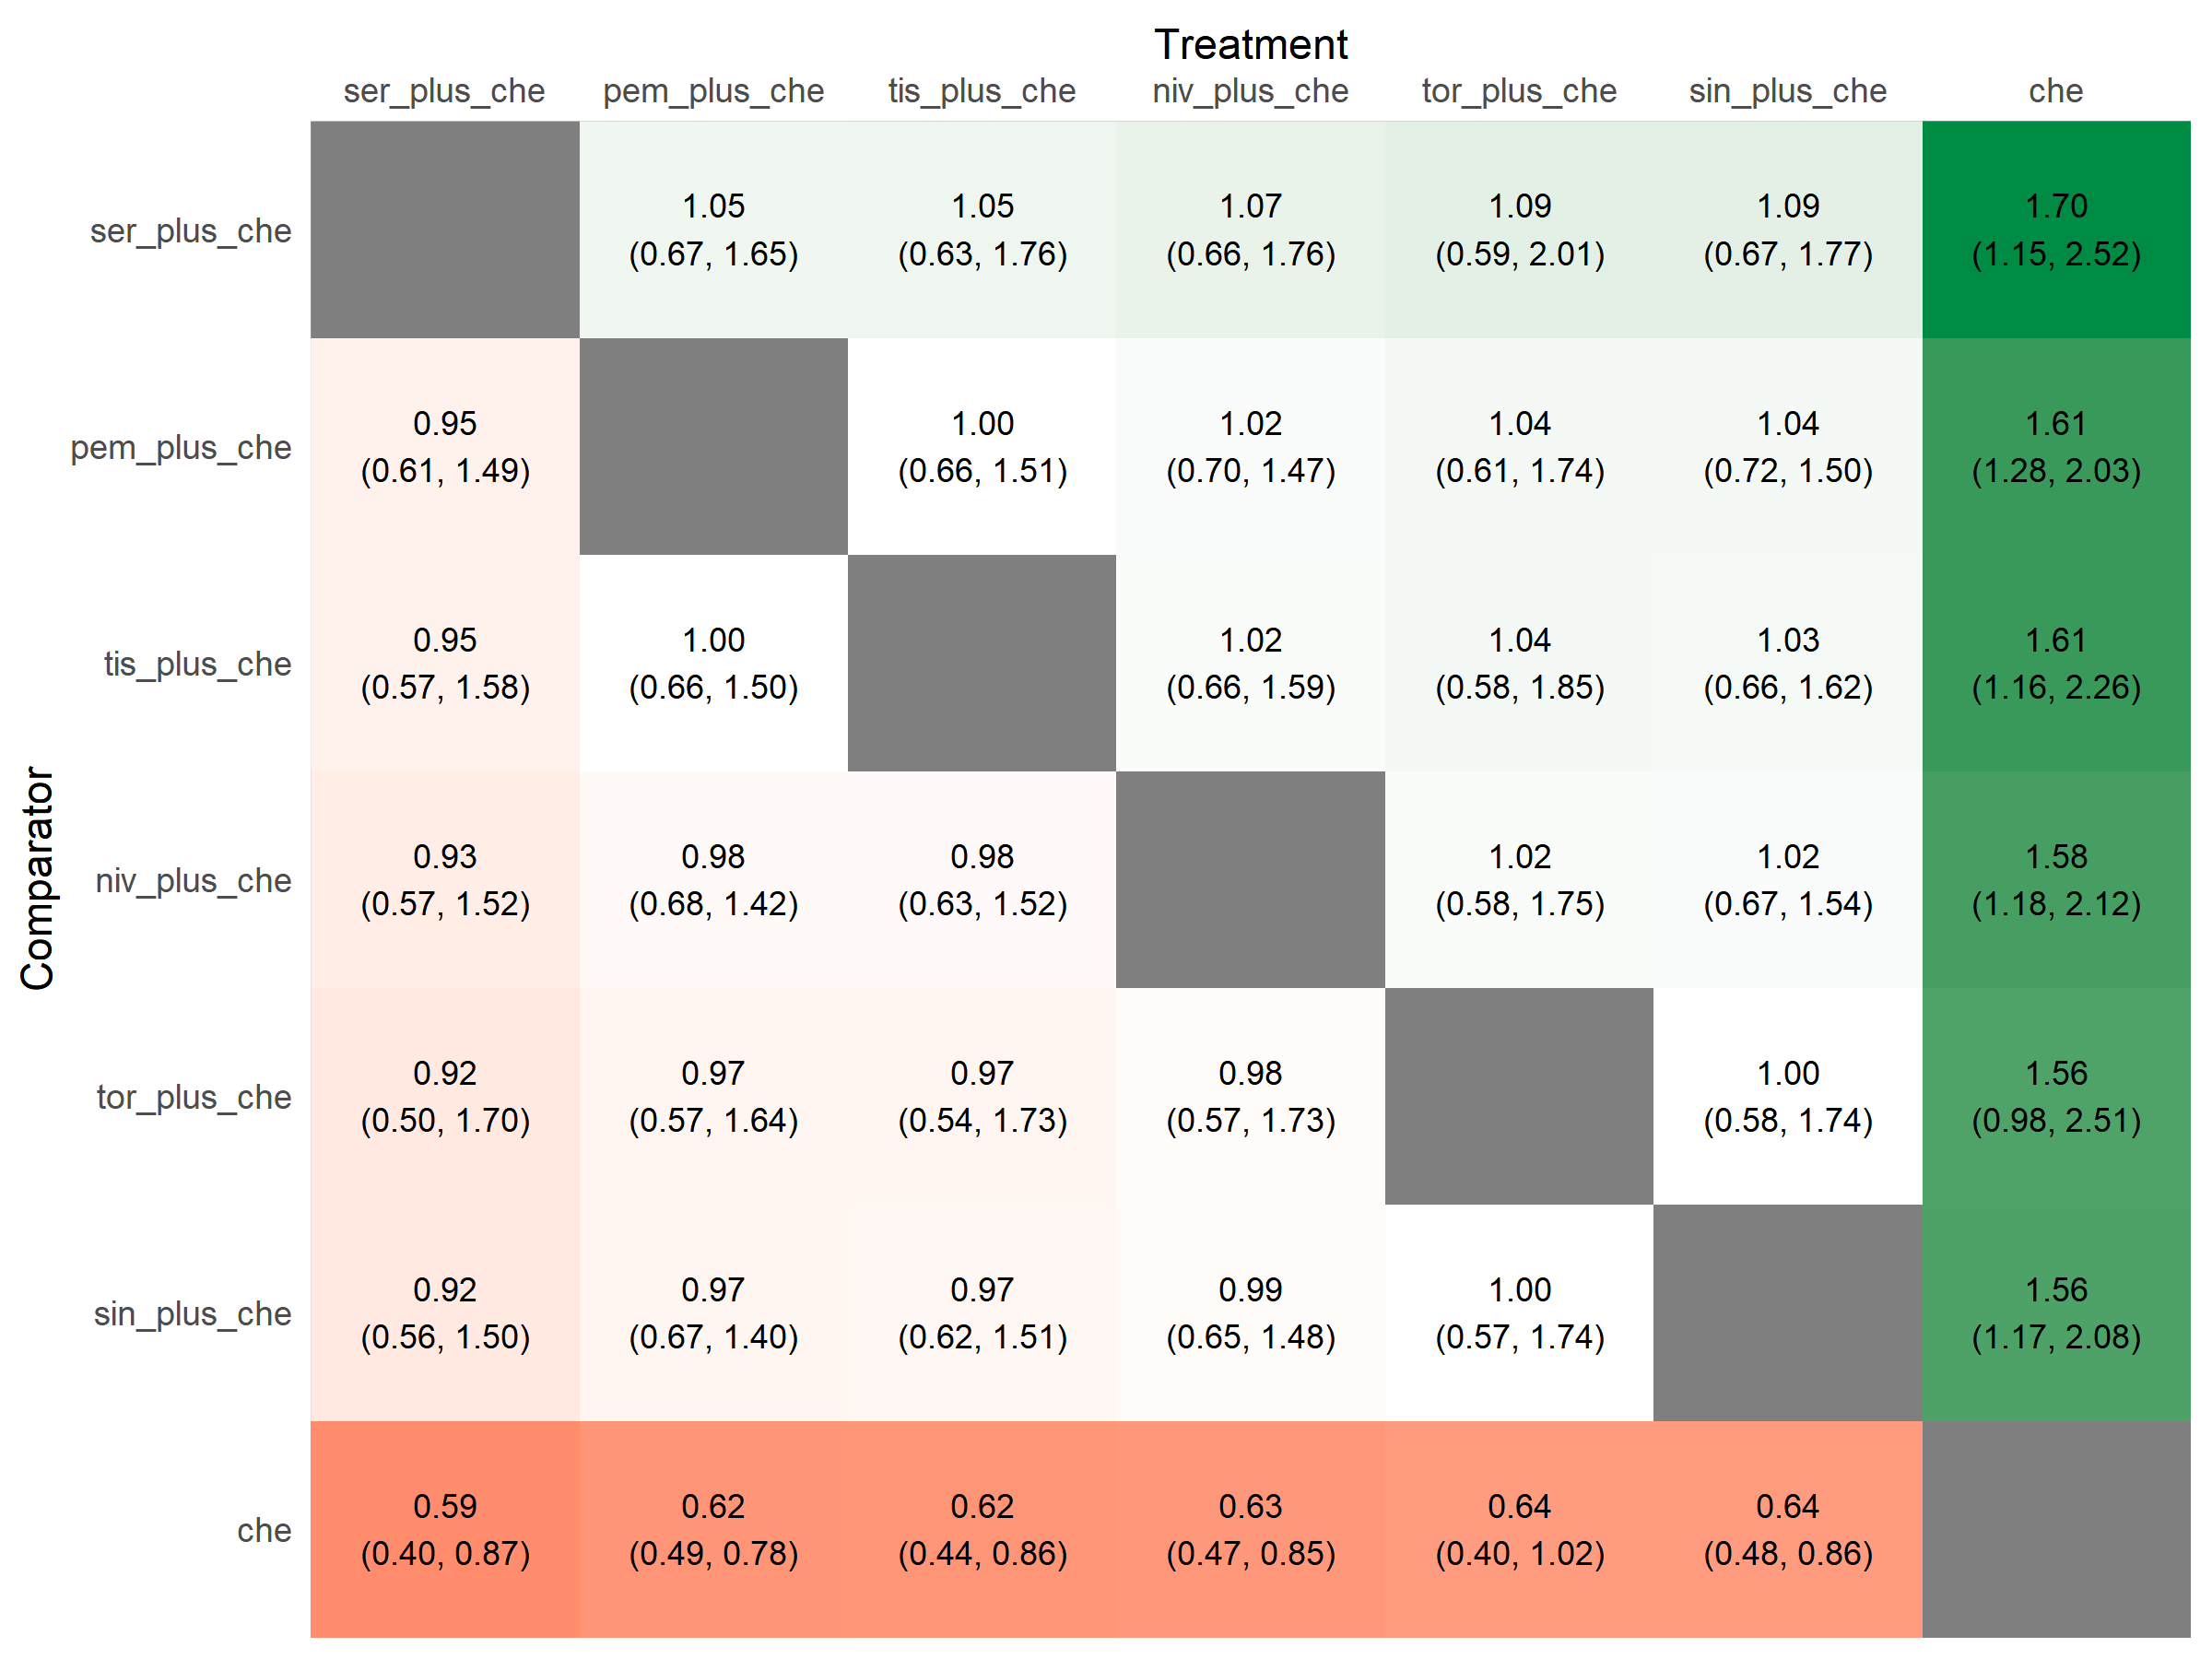 Treatment
ser_plus_che pem_plus_che tis_plus_che niv_plus_che tor_plus_che sin_plus_che che
ser_plus_che
1.05 1.05 1.07 1.09 1.09 1.70
(0.67, 1.65) (0.63, 1.76) (0.66, 1.76) (0.59, 2.01) (0.67, 1.77) (1.15, 2.52)
pem_plus_che
0.95 1.00 1.02 1.04 1.04 1.61
(0.61, 1.49) (0.66, 1.51) (0.70, 1.47) (0.61, 1.74) (0.72, 1.50) (1.28, 2.03)
tis_plus_che
0.95 1.00 1.02 1.04 1.03 1.61
(0.57, 1.58) (0.66, 1.50) (0.66, 1.59) (0.58, 1.85) (0.66, 1.62) (1.16, 2.26)
Comparator
niv_plus_che
0.93 0.98 0.98 1.02 1.02 1.58
(0.57, 1.52) (0.68, 1.42) (0.63, 1.52) (0.58, 1.75) (0.67, 1.54) (1.18, 2.12)
tor_plus_che
0.92 0.97 0.97 0.98 1.00 1.56
(0.50, 1.70) (0.57, 1.64) (0.54, 1.73) (0.57, 1.73) (0.58, 1.74) (0.98, 2.51)
sin_plus_che
0.92 0.97 0.97 0.99 1.00 1.56
(0.56, 1.50) (0.67, 1.40) (0.62, 1.51) (0.65, 1.48) (0.57, 1.74) (1.17, 2.08)
che
0.59 0.62 0.62 0.63 0.64 0.64
(0.40, 0.87) (0.49, 0.78) (0.44, 0.86) (0.47, 0.85) (0.40, 1.02) (0.48, 0.86)